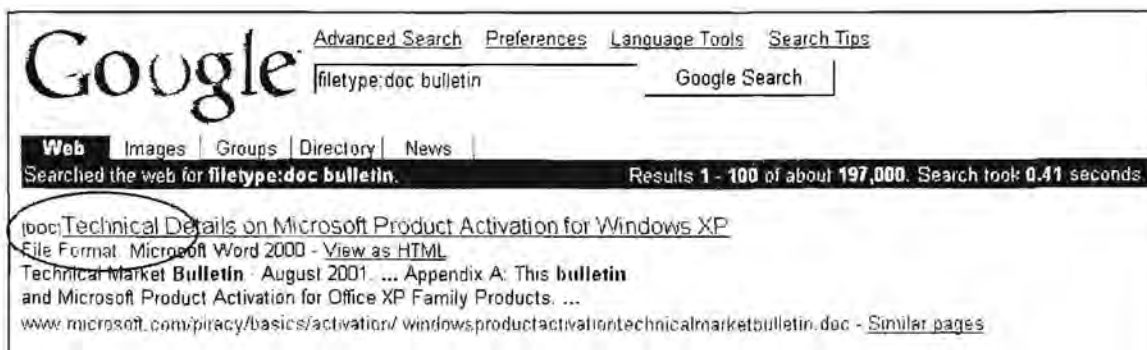 Google
Advanced Search Preferences Language Tools Search Tips
filetype:doc bulletin Google Search
Web Images Groups Directory News
Searched the web for filetype:doc bulletin. Results 1 - 100 of about 197,000. Search took 0.41 seconds.
[DOC]Technical Details on Microsoft Product Activation for Windows XP
File Format: Microsoft Word 2000 - View as HTML
Technical Market Bulletin - August 2001. ... Appendix A: This bulletin
and Microsoft Product Activation for Office XP Family Products. ...
www.microsoft.com/piracy/basics/activation/ windowsproductactivationtechnicalmarketbulletin.doc - Similar pages